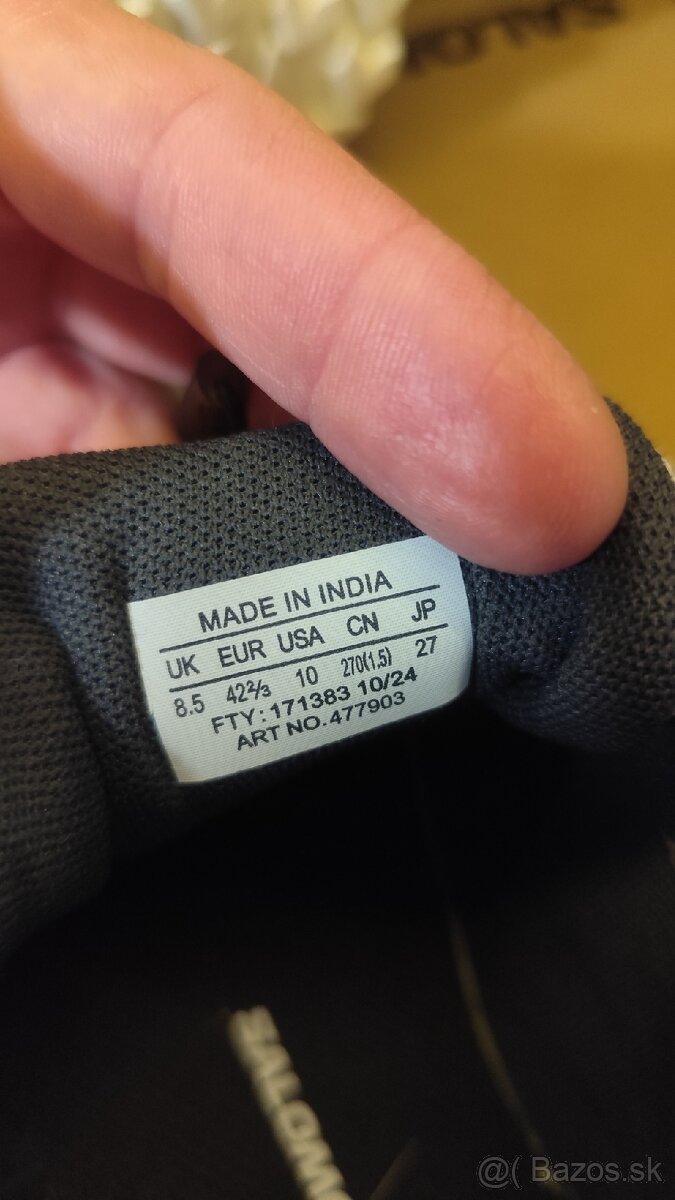 SALOM
MADE IN INDIA
UK EUR USA CN JP
8.5 42⅔ 10 270(1.5) 27
FTY: 171383 10/24
ART NO. 477903
SALOMO
@( Bazos.sk